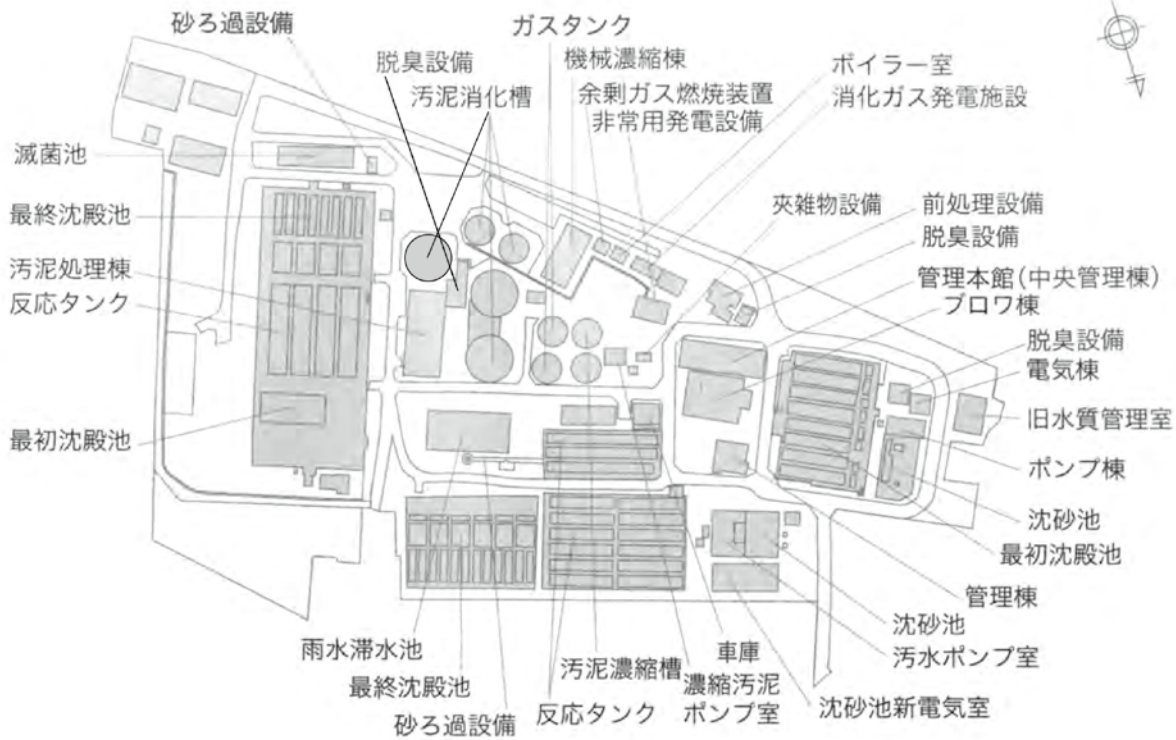 砂ろ過設備
ガスタンク
脱臭設備
機械濃縮棟
ボイラー室
汚泥消化槽
余剰ガス燃焼装置
消化ガス発電施設
非常用発電設備
滅菌池
夾雑物設備
前処理設備
最終沈殿池
脱臭設備
汚泥処理棟
管理本館(中央管理棟)
反応タンク
ブロワ棟
脱臭設備
電気棟
旧水質管理室
最初沈殿池
ポンプ棟
沈砂池
最初沈殿池
管理棟
沈砂池
雨水滞水池
汚泥濃縮槽
車庫
汚水ポンプ室
最終沈殿池
濃縮汚泥
ポンプ室
砂ろ過設備
反応タンク
沈砂池新電気室